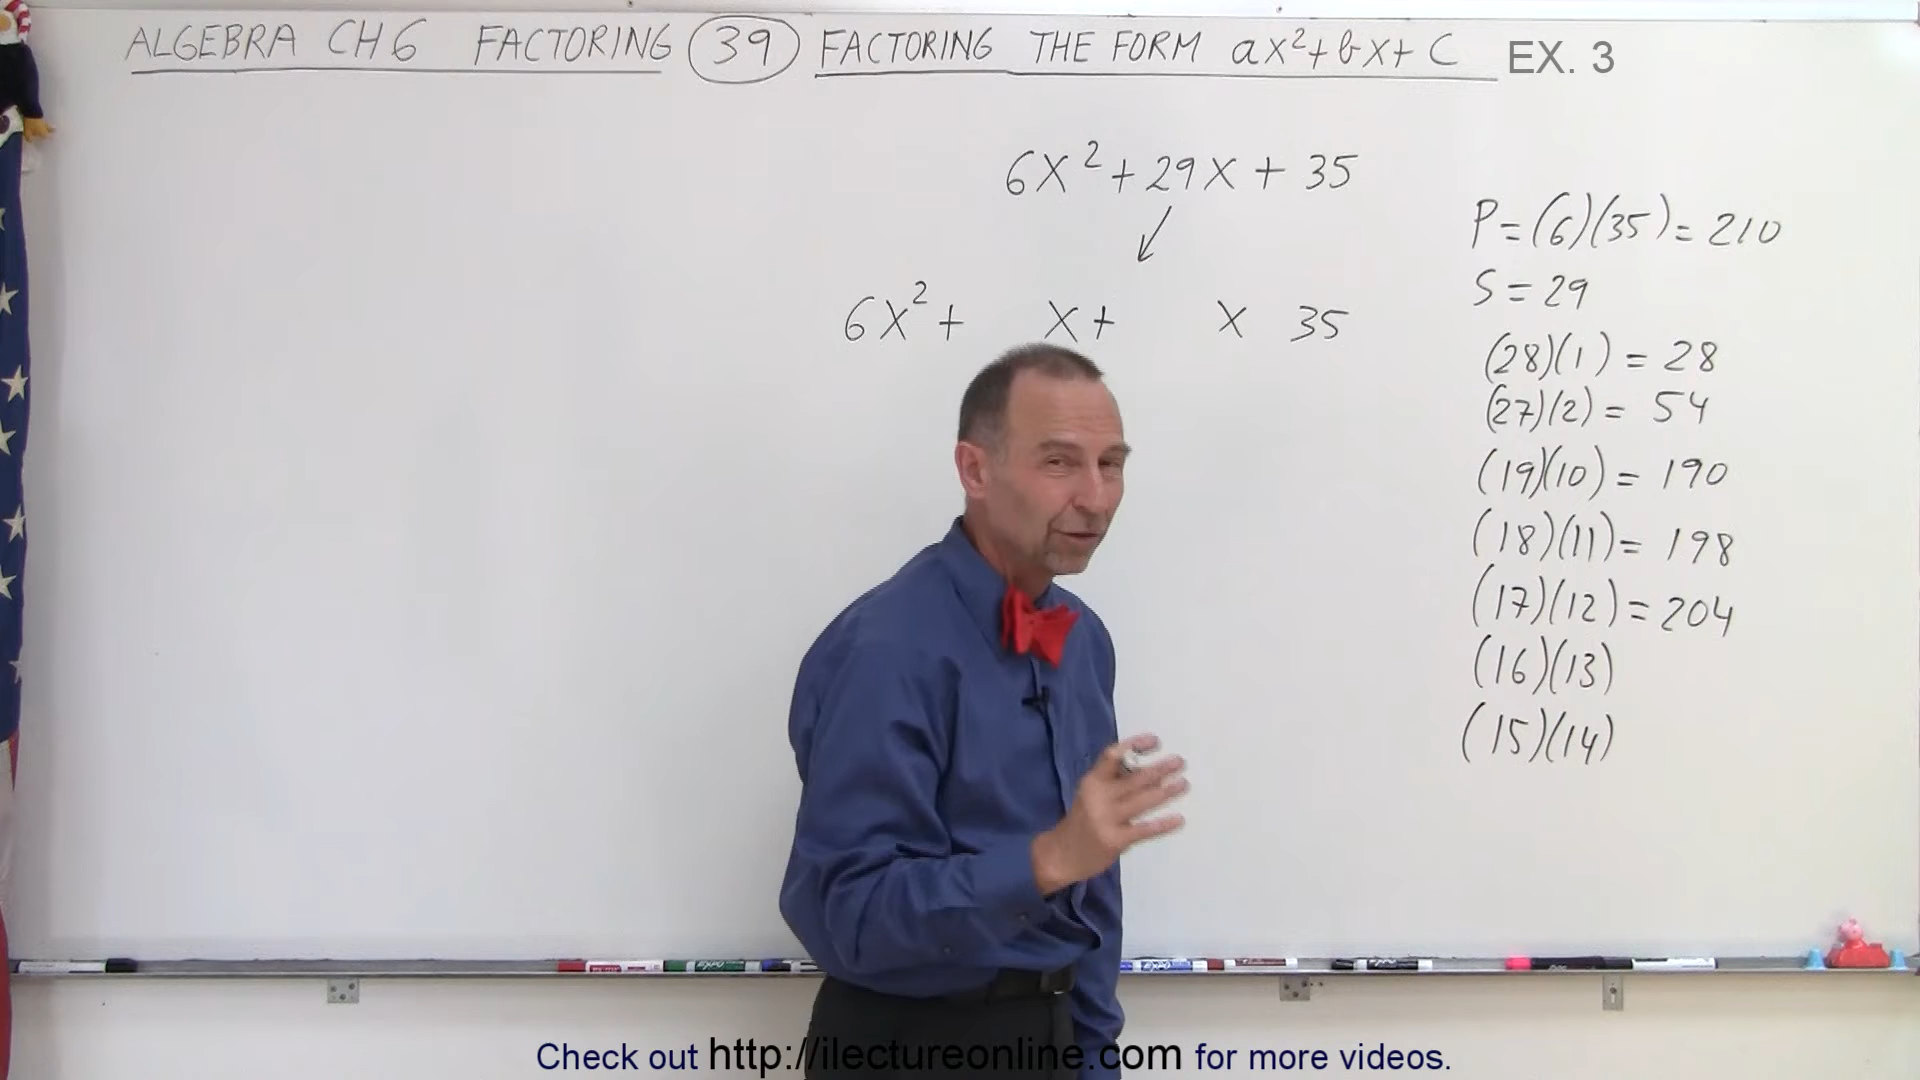 ALGEBRA CH 6 FACTORING 39 FACTORING THE FORM ax²+bx+c EX. 3
6x²+29x+35
6x²+ x+ x 35
P=(6)(35)=210
S=29
(28)(1)=28
(27)(2)=54
(19)(10)=190
(18)(11)=198
(17)(12)=204
(16)(13)
(15)(14)
Check out http://ilectureonline.com for more videos.